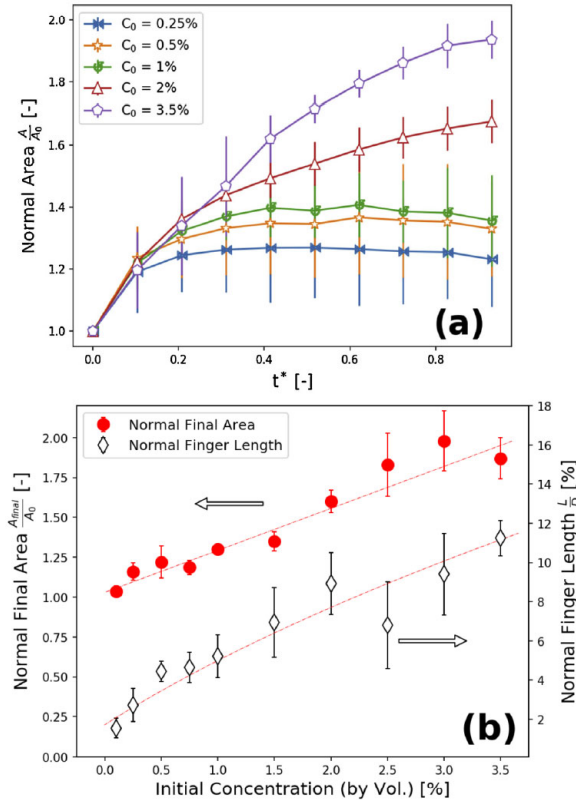 2.0
1.8
1.6
1.4
1.2
1.0
Normal Area A/A₀ [-]
C₀ = 0.25%
C₀ = 0.5%
C₀ = 1%
C₀ = 2%
C₀ = 3.5%
(a)
0.0 0.2 0.4 0.6 0.8
t* [-]
Normal Final Area
Normal Finger Length
2.00
1.75
1.50
1.25
1.00
0.75
0.50
0.25
0.00
Normal Final Area A_final/A₀ [-]
18
16
14
12
10
8
6
4
2
Normal Finger Length L/D [%]
(b)
0.0 0.5 1.0 1.5 2.0 2.5 3.0 3.5
Initial Concentration (by Vol.) [%]